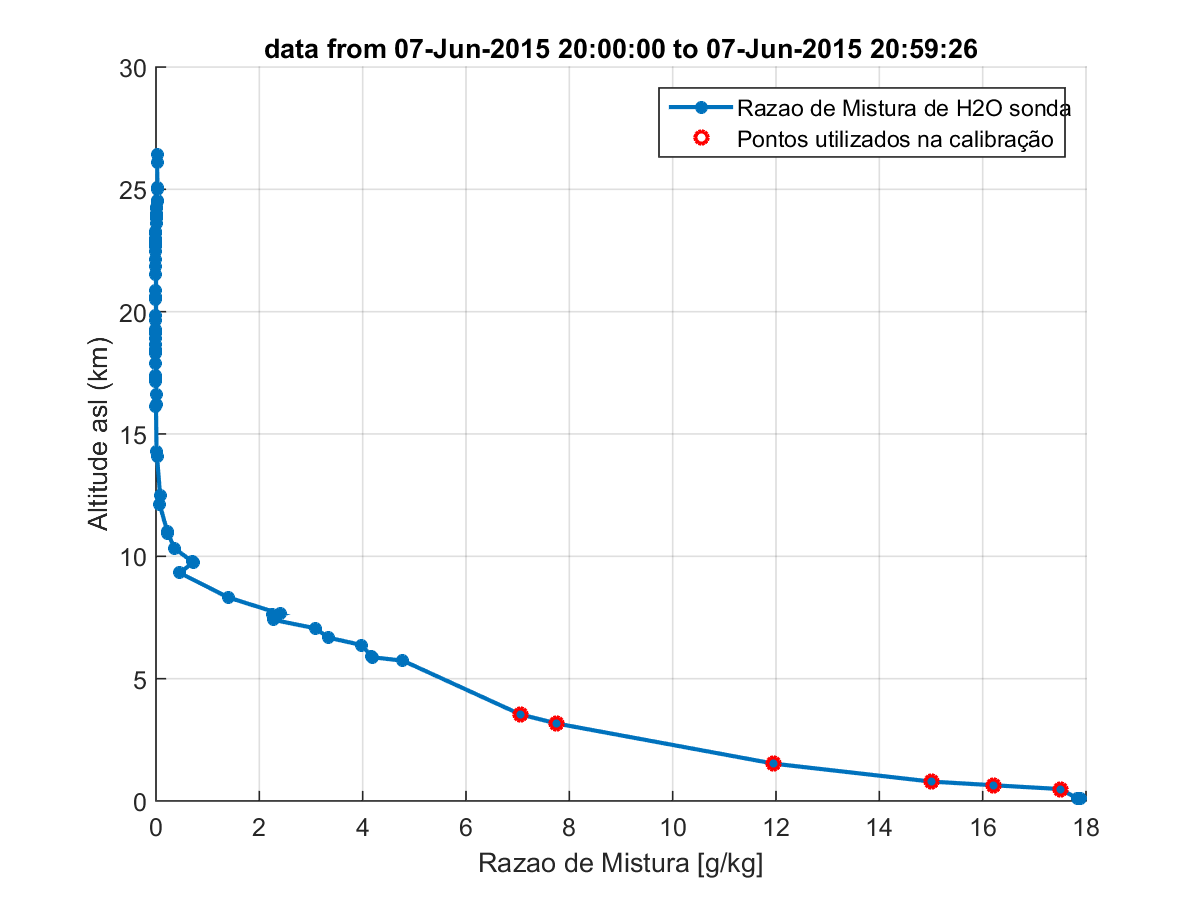 data from 07-Jun-2015 20:00:00 to 07-Jun-2015 20:59:26
30
25
20
15
10
5
0
Altitude asl (km)
Razao de Mistura de H2O sonda
Pontos utilizados na calibração
0 2 4 6 8 10 12 14 16 18
Razao de Mistura [g/kg]